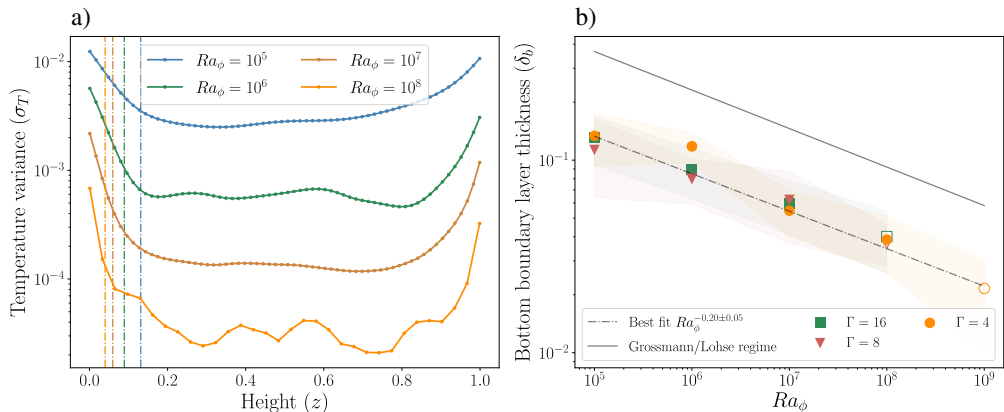 a)
Temperature variance (σ_T)
10^{-2}
10^{-3}
10^{-4}
Ra_ϕ = 10^5
Ra_ϕ = 10^7
Ra_ϕ = 10^6
Ra_ϕ = 10^8
0.0 0.2 0.4 0.6 0.8 1.0
Height (z)
b)
Bottom boundary layer thickness (δ_b)
10^{-1}
10^{-2}
Best fit Ra_ϕ^{-0.20±0.05}
Grossmann/Lohse regime
Γ = 16
Γ = 8
Γ = 4
10^5 10^6 10^7 10^8 10^9
Ra_ϕ